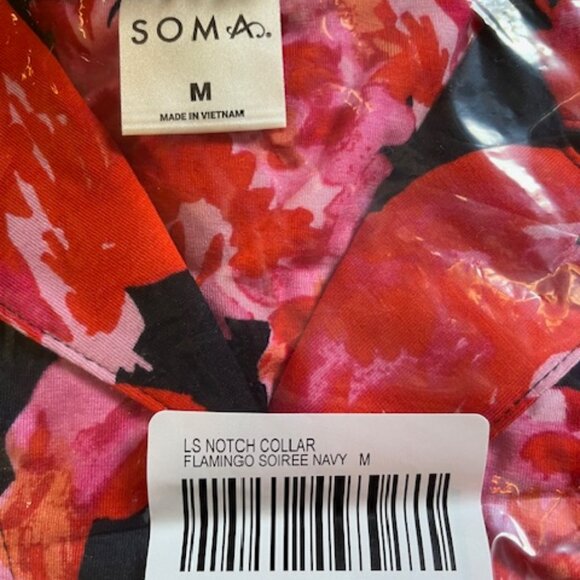 SOMA®
M
MADE IN VIETNAM
LS NOTCH COLLAR
FLAMINGO SOIREE NAVY M